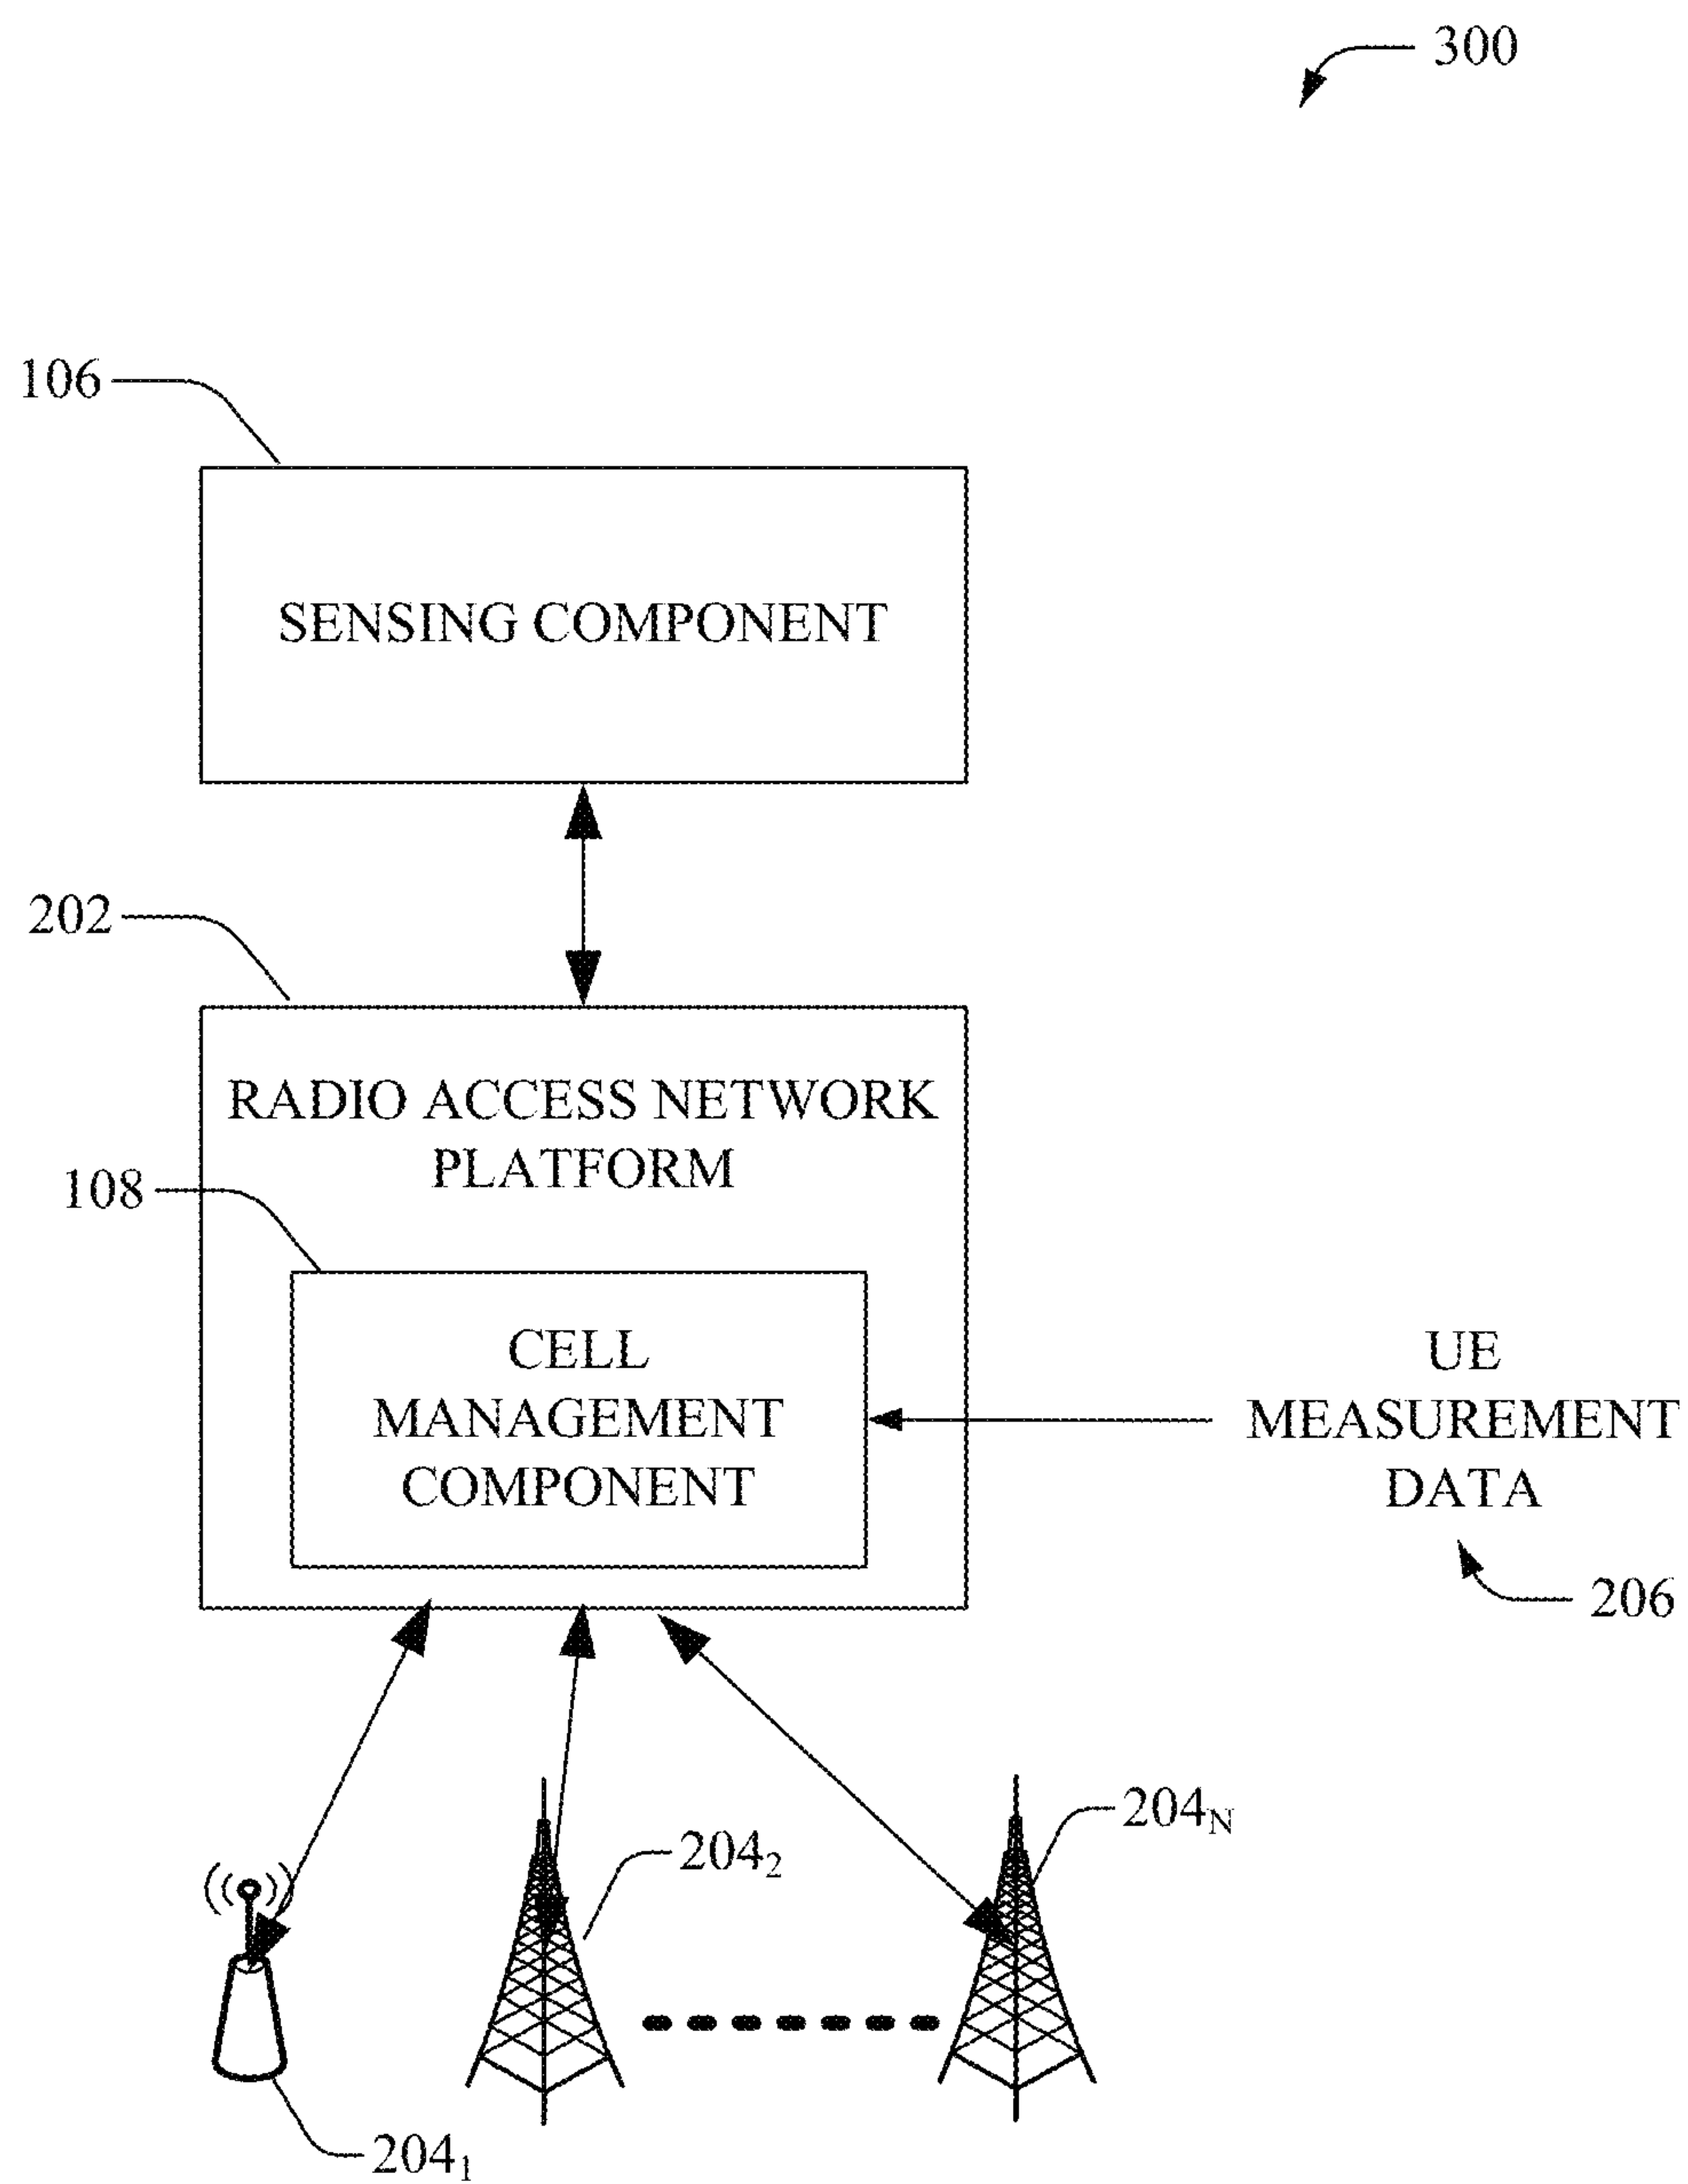 300
106
SENSING COMPONENT
202
RADIO ACCESS NETWORK
PLATFORM
108
CELL
MANAGEMENT
COMPONENT
UE
MEASUREMENT
DATA
206
204N
2042
2041